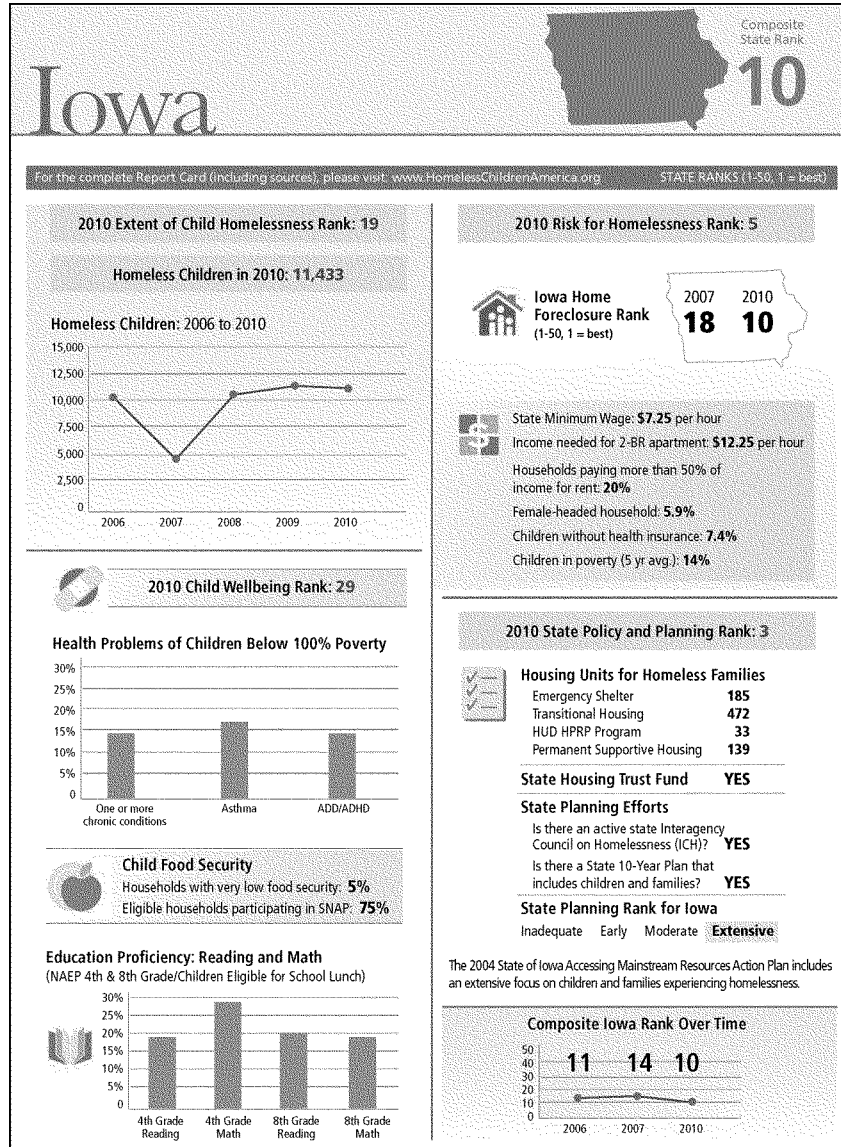 Iowa
Composite
State Rank
10
For the complete Report Card (including sources), please visit: www.HomelessChildrenAmerica.org STATE RANKS (1-50, 1 = best)
2010 Extent of Child Homelessness Rank: 19
Homeless Children in 2010: 11,433
Homeless Children: 2006 to 2010
15,000
12,500
10,000
7,500
5,000
2,500
0
2006 2007 2008 2009 2010
2010 Child Wellbeing Rank: 29
Health Problems of Children Below 100% Poverty
30%
25%
20%
15%
10%
5%
0
One or more
chronic conditions
Asthma
ADD/ADHD
Child Food Security
Households with very low food security: 5%
Eligible households participating in SNAP: 75%
Education Proficiency: Reading and Math
(NAEP 4th & 8th Grade/Children Eligible for School Lunch)
30%
25%
20%
15%
10%
5%
0
4th Grade
Reading
4th Grade
Math
8th Grade
Reading
8th Grade
Math
2010 Risk for Homelessness Rank: 5
Iowa Home
Foreclosure Rank
(1-50, 1 = best)
2007 2010
18 10
$
State Minimum Wage: $7.25 per hour
Income needed for 2-BR apartment: $12.25 per hour
Households paying more than 50% of
income for rent: 20%
Female-headed household: 5.9%
Children without health insurance: 7.4%
Children in poverty (5 yr avg.): 14%
2010 State Policy and Planning Rank: 3
Housing Units for Homeless Families
Emergency Shelter 185
Transitional Housing 472
HUD HPRP Program 33
Permanent Supportive Housing 139
State Housing Trust Fund YES
State Planning Efforts
Is there an active state Interagency
Council on Homelessness (ICH)? YES
Is there a State 10-Year Plan that
includes children and families? YES
State Planning Rank for Iowa
Inadequate Early Moderate Extensive
The 2004 State of Iowa Accessing Mainstream Resources Action Plan includes
an extensive focus on children and families experiencing homelessness.
Composite Iowa Rank Over Time
50
40
30
20
10
0
11 14 10
2006 2007 2010